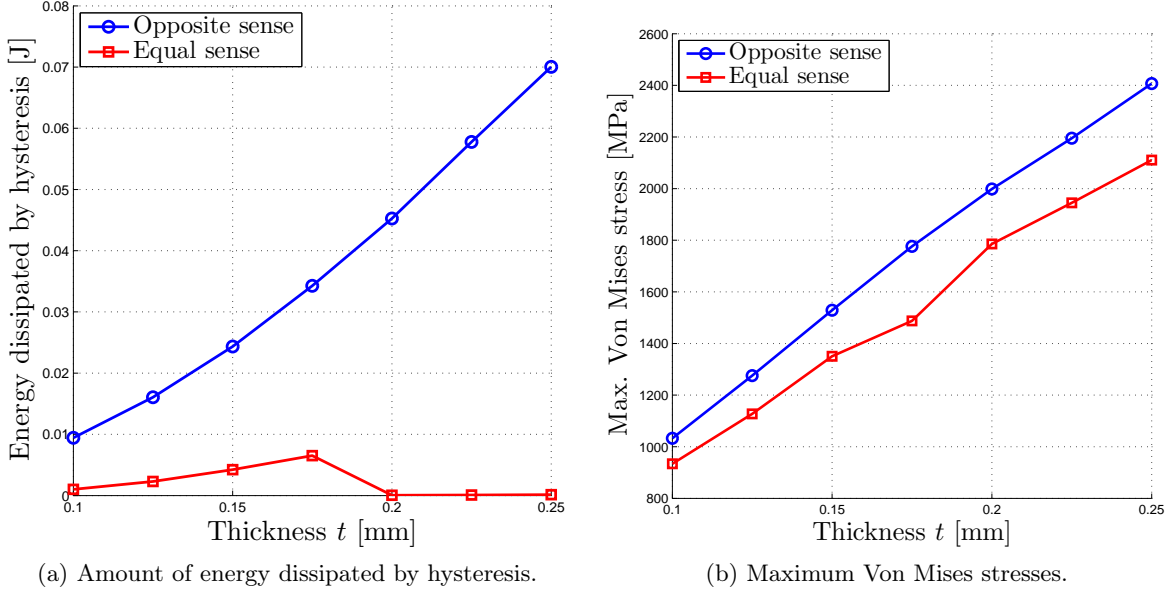 Energy dissipated by hysteresis [J]
0.08
0.07
0.06
0.05
0.04
0.03
0.02
0.01
0
Opposite sense
Equal sense
0.1
0.15
0.2
0.25
Thickness t [mm]
(a) Amount of energy dissipated by hysteresis.
Max. Von Mises stress [MPa]
2600
2400
2200
2000
1800
1600
1400
1200
1000
800
Opposite sense
Equal sense
0.1
0.15
0.2
0.25
Thickness t [mm]
(b) Maximum Von Mises stresses.